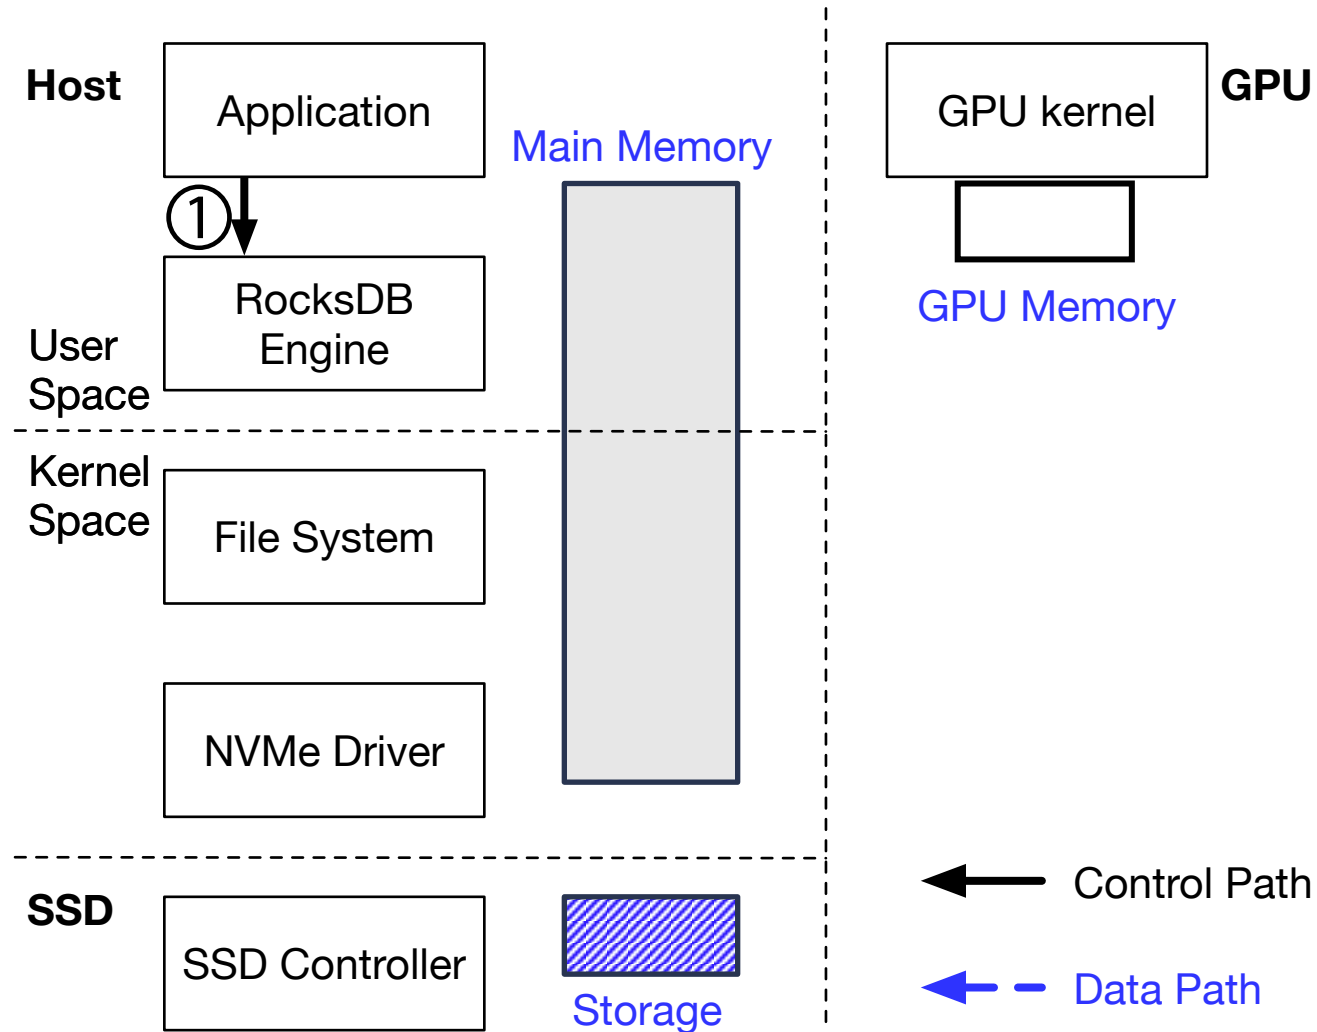 Host
Application
Main Memory
GPU kernel
GPU
①
RocksDB
Engine
GPU Memory
User
Space
Kernel
Space
File System
NVMe Driver
SSD
SSD Controller
Storage
Control Path
Data Path